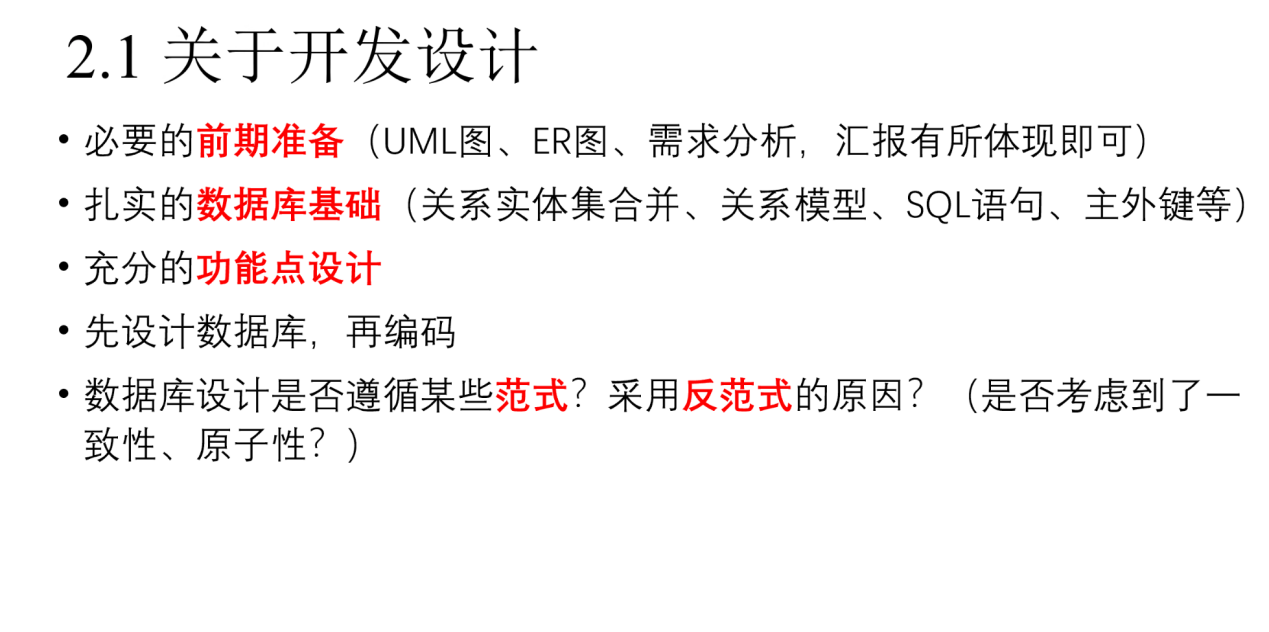 2.1 关于开发设计
• 必要的前期准备（UML图、ER图、需求分析，汇报有所体现即可）
• 扎实的数据库基础（关系实体集合并、关系模型、SQL语句、主外键等）
• 充分的功能点设计
• 先设计数据库，再编码
• 数据库设计是否遵循某些范式？采用反范式的原因？（是否考虑到了一
致性、原子性？）